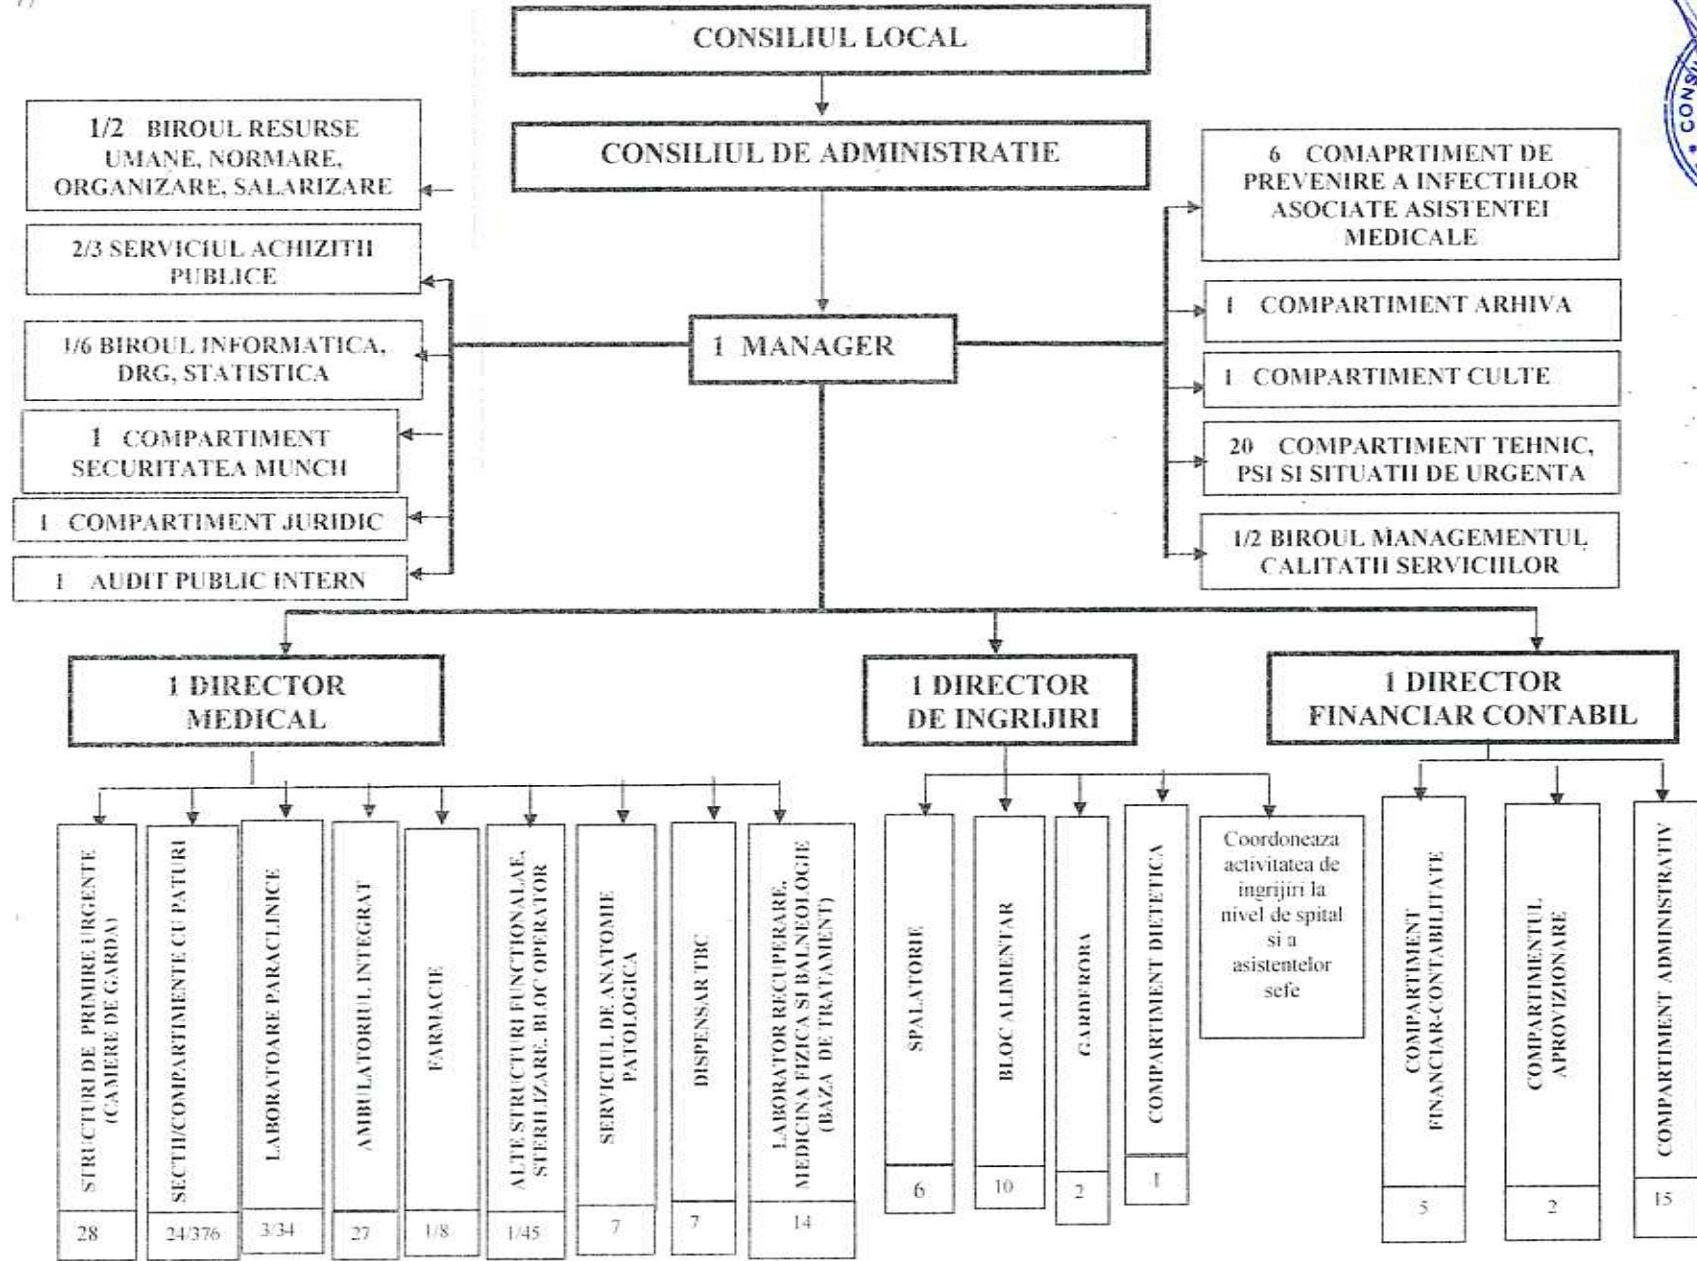 CONSILIUL LOCAL
CONSILIUL DE ADMINISTRATIE
1/2 BIROUL RESURSE
UMANE, NORMARE,
ORGANIZARE, SALARIZARE
2/3 SERVICIUL ACHIZITII
PUBLICE
1/6 BIROUL INFORMATICA,
DRG, STATISTICA
1 COMPARTIMENT
SECURITATEA MUNCII
1 COMPARTIMENT JURIDIC
1 AUDIT PUBLIC INTERN
1 MANAGER
6 COMAPRTIMENT DE
PREVENIRE A INFECTIILOR
ASOCIATE ASISTENTEI
MEDICALE
1 COMPARTIMENT ARHIVA
1 COMPARTIMENT CULTE
20 COMPARTIMENT TEHNIC,
PSI SI SITUATII DE URGENTA
1/2 BIROUL MANAGEMENTUL
CALITATII SERVICIILOR
1 DIRECTOR
MEDICAL
1 DIRECTOR
DE INGRIJIRI
1 DIRECTOR
FINANCIAR CONTABIL
STRUCTURI DE PRIMIRE URGENTE
(CAMERE DE GARDA)
28
SECTII/COMPARTIMENTE CU PATURI
24/376
LABORATOARE PARACLINICE
3/34
AMBULATORIUL INTEGRAT
27
FARMACIE
1/8
ALTE STRUCTURI FUNCTIONALAE,
STERILIZARE, BLOC OPERATOR
1/45
SERVICIUL DE ANATOMIE
PATOLOGICA
7
DISPENSAR TBC
7
LABORATOR RECUPERARE,
MEDICINA FIZICA SI BALNEOLOGIE
(BAZA DE TRATAMENT)
14
SPALATORIE
6
BLOC ALIMENTAR
10
GARDEROBA
2
COMPARTIMENT DIETETICA
1
Coordoneaza
activitatea de
ingrijiri la
nivel de spital
si a
asistentelor
sefe
COMPARTIMENT
FINANCIAR-CONTABILITATE
5
COMPARTIMENTUL
APROVIZIONARE
2
COMPARTIMENT ADMINISTRATIV
15